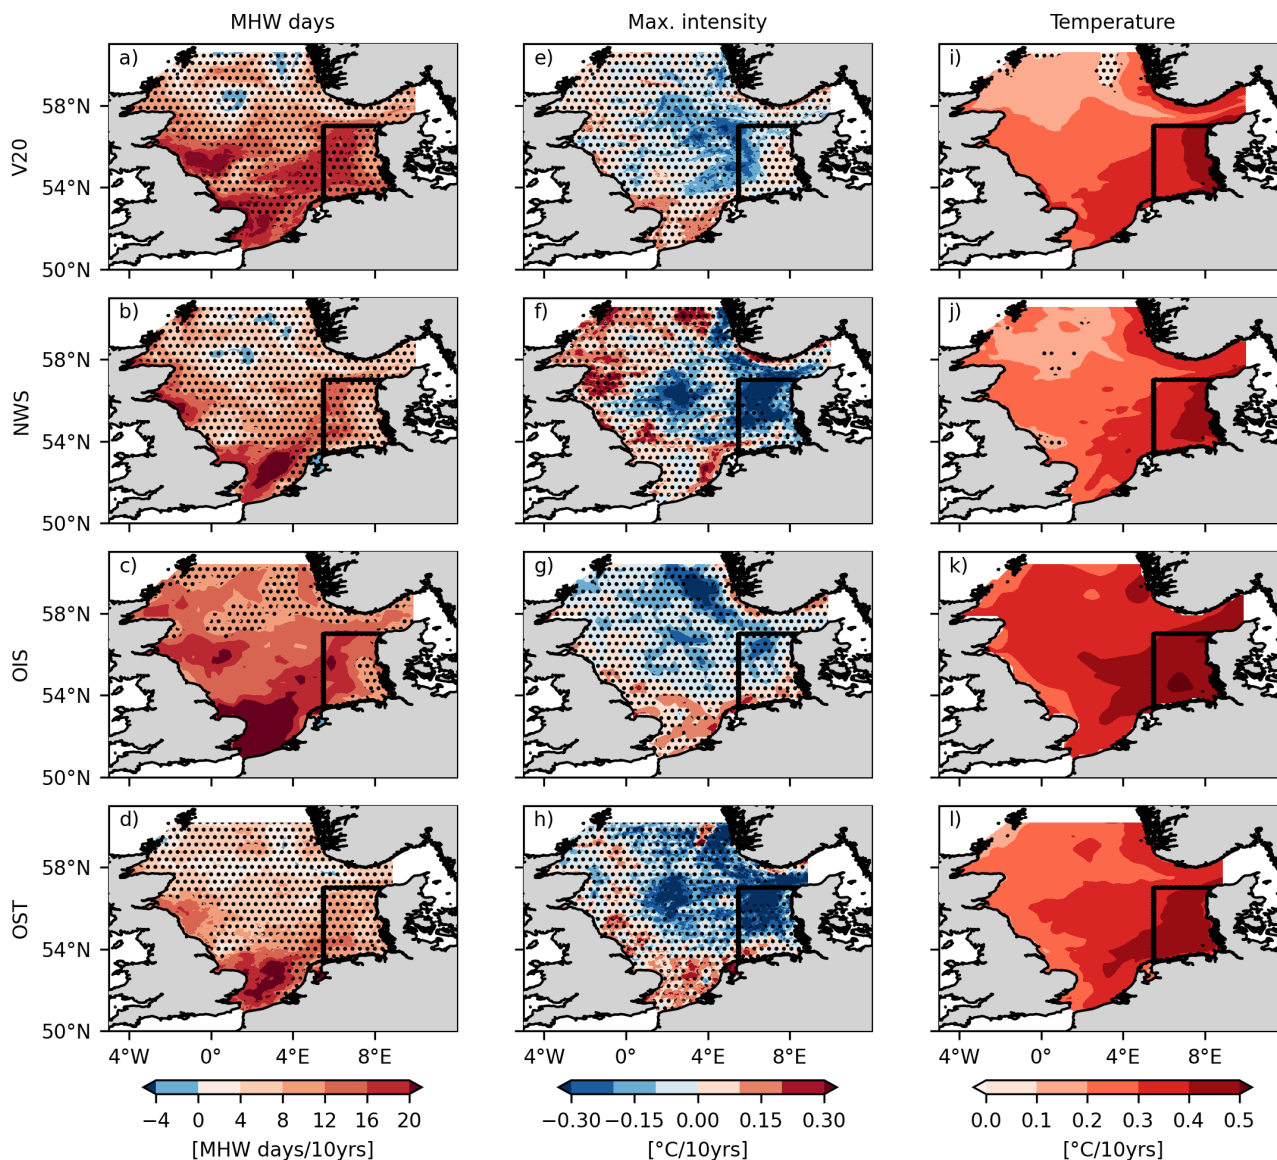 MHW days Max. intensity Temperature
a) e) i)
58°N
V20
54°N
50°N
b) f) j)
58°N
NWS
54°N
50°N
c) g) k)
58°N
OIS
54°N
50°N
d) h) l)
58°N
OST
54°N
50°N
4°W 0° 4°E 8°E 4°W 0° 4°E 8°E 4°W 0° 4°E 8°E
−4 0 4 8 12 16 20 −0.30 −0.15 0.00 0.15 0.30 0.0 0.1 0.2 0.3 0.4 0.5
[MHW days/10yrs] [°C/10yrs] [°C/10yrs]